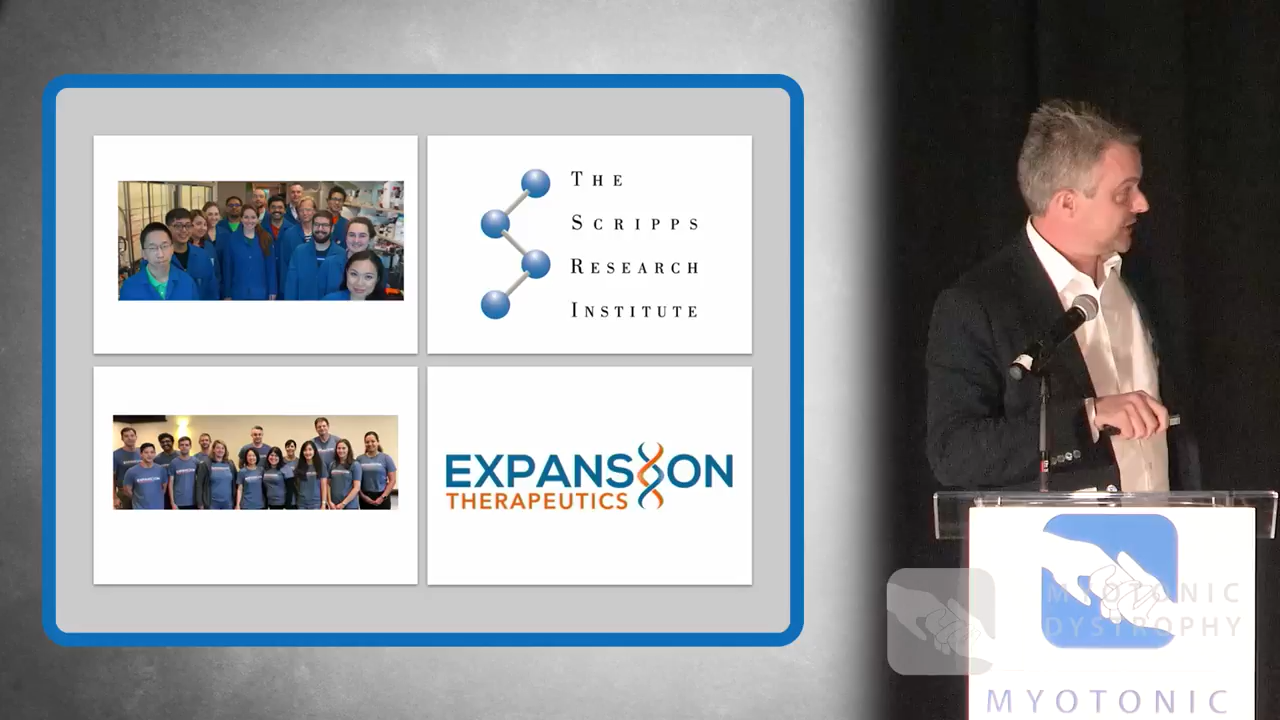 THE
SCRIPPS
RESEARCH
INSTITUTE
EXPANSION
THERAPEUTICS
MYOTONIC
DYSTROPHY
MYOTONIC